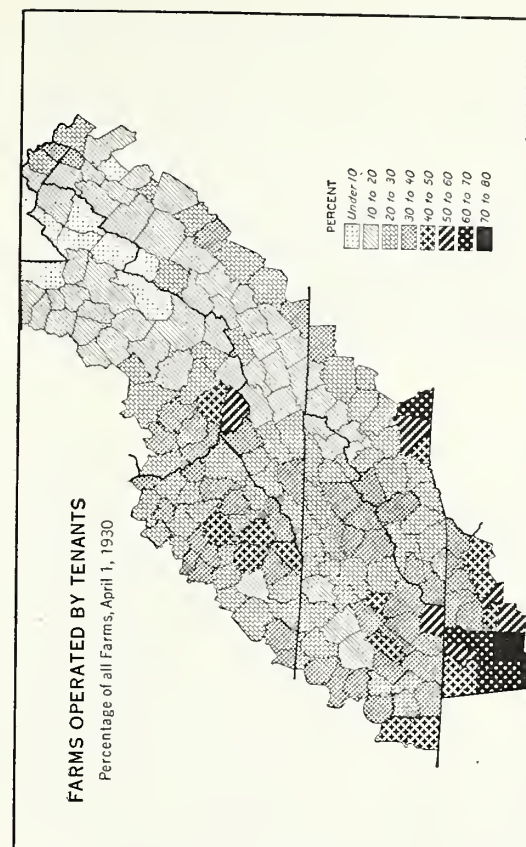 FARMS OPERATED BY TENANTS
Percentage of all Farms, April 1, 1930
PERCENT
Under 10
10 to 20
20 to 30
30 to 40
40 to 50
50 to 60
60 to 70
70 to 80